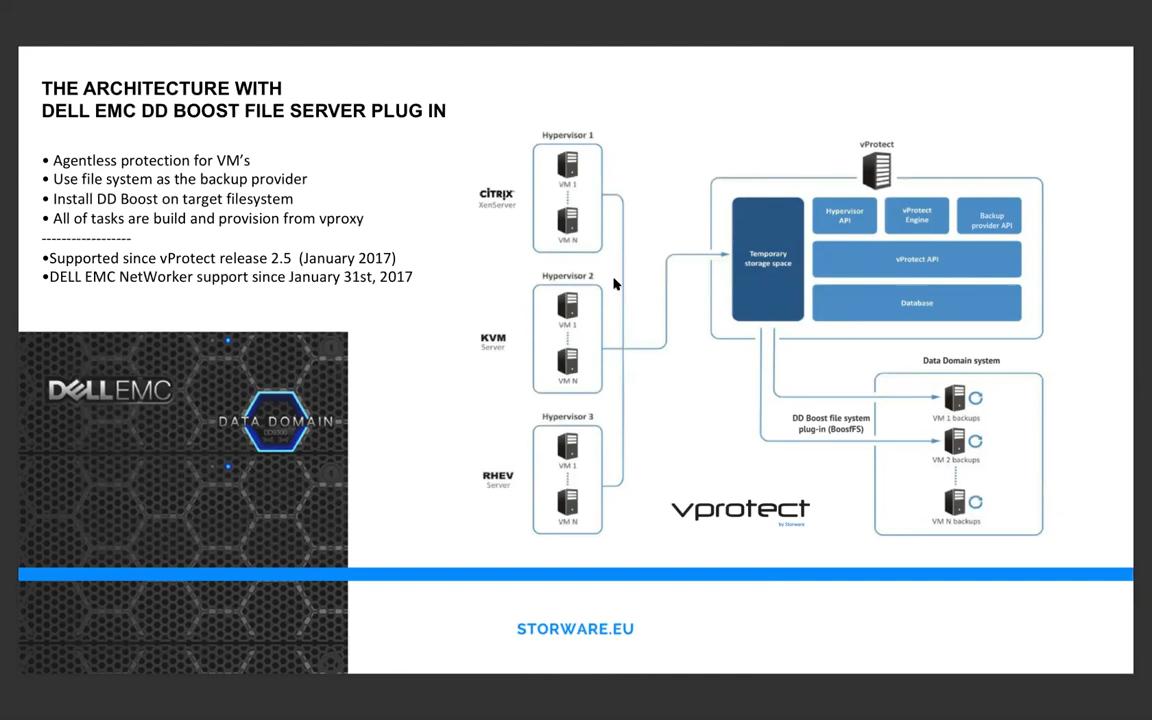 THE ARCHITECTURE WITH
DELL EMC DD BOOST FILE SERVER PLUG IN
• Agentless protection for VM's
• Use file system as the backup provider
• Install DD Boost on target filesystem
• All of tasks are build and provision from vproxy
------------------
•Supported since vProtect release 2.5 (January 2017)
•DELL EMC NetWorker support since January 31st, 2017
DELLEMC
DATA DOMAIN
Hypervisor 1
CITRIX
XenServer
VM 1
VM N
Hypervisor 2
KVM
Server
VM 1
VM N
Hypervisor 3
RHEV
Server
VM 1
VM N
vProtect
Temporary
storage space
Hypervisor
API
vProtect
Engine
Backup
provider API
vProtect API
Database
Data Domain system
DD Boost file system
plug-in (BoostFS)
VM 1 backups
VM 2 backups
VM N backups
vprotect
by Storware
STORWARE.EU